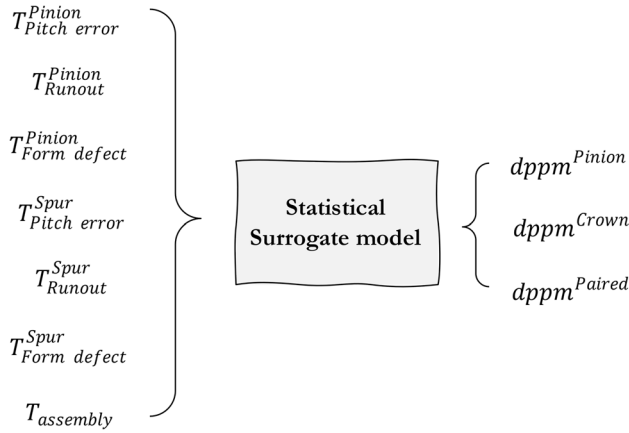 T^{Pinion}_{Pitch error}
T^{Pinion}_{Runout}
T^{Pinion}_{Form defect}
T^{Spur}_{Pitch error}
T^{Spur}_{Runout}
T^{Spur}_{Form defect}
T_{assembly}
Statistical
Surrogate model
dppm^{Pinion}
dppm^{Crown}
dppm^{Paired}